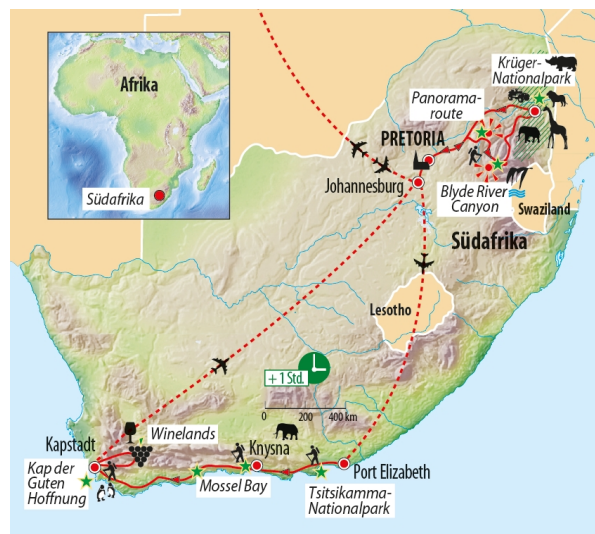 Afrika
Südafrika
Krüger-
Nationalpark
Panorama-
route
PRETORIA
Johannesburg
Blyde River
Canyon
Swaziland
Südafrika
Lesotho
+ 1 Std.
0 200 400 km
Winelands
Kapstadt
Knysna
Kap der
Guten
Hoffnung
Mossel Bay
Port Elizabeth
Tsitsikamma-
Nationalpark